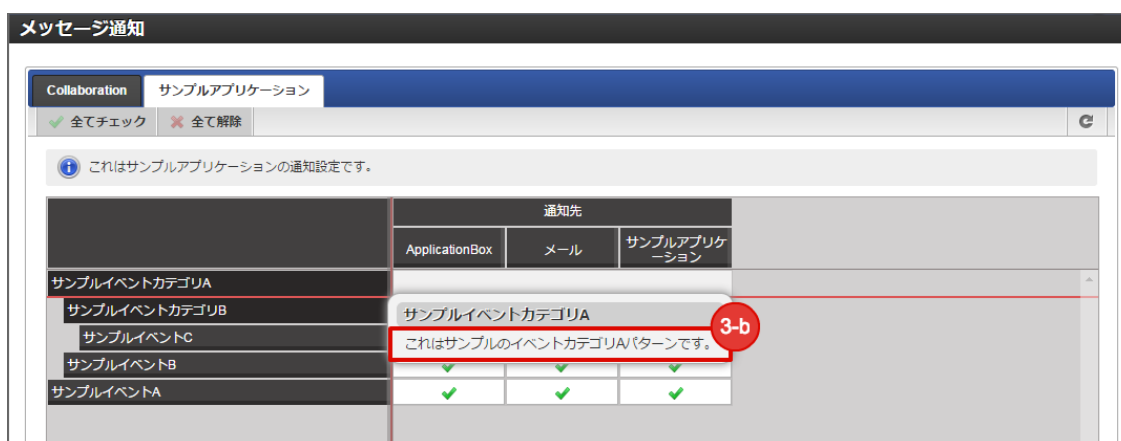 メッセージ通知
Collaboration サンプルアプリケーション
全てチェック 全て解除
これはサンプルアプリケーションの通知設定です。
通知先
ApplicationBox メール サンプルアプリケ
ーション
サンプルイベントカテゴリA
サンプルイベントカテゴリB
サンプルイベントカテゴリA
3-b
サンプルイベントC
これはサンプルのイベントカテゴリAパターンです。
サンプルイベントB
サンプルイベントA